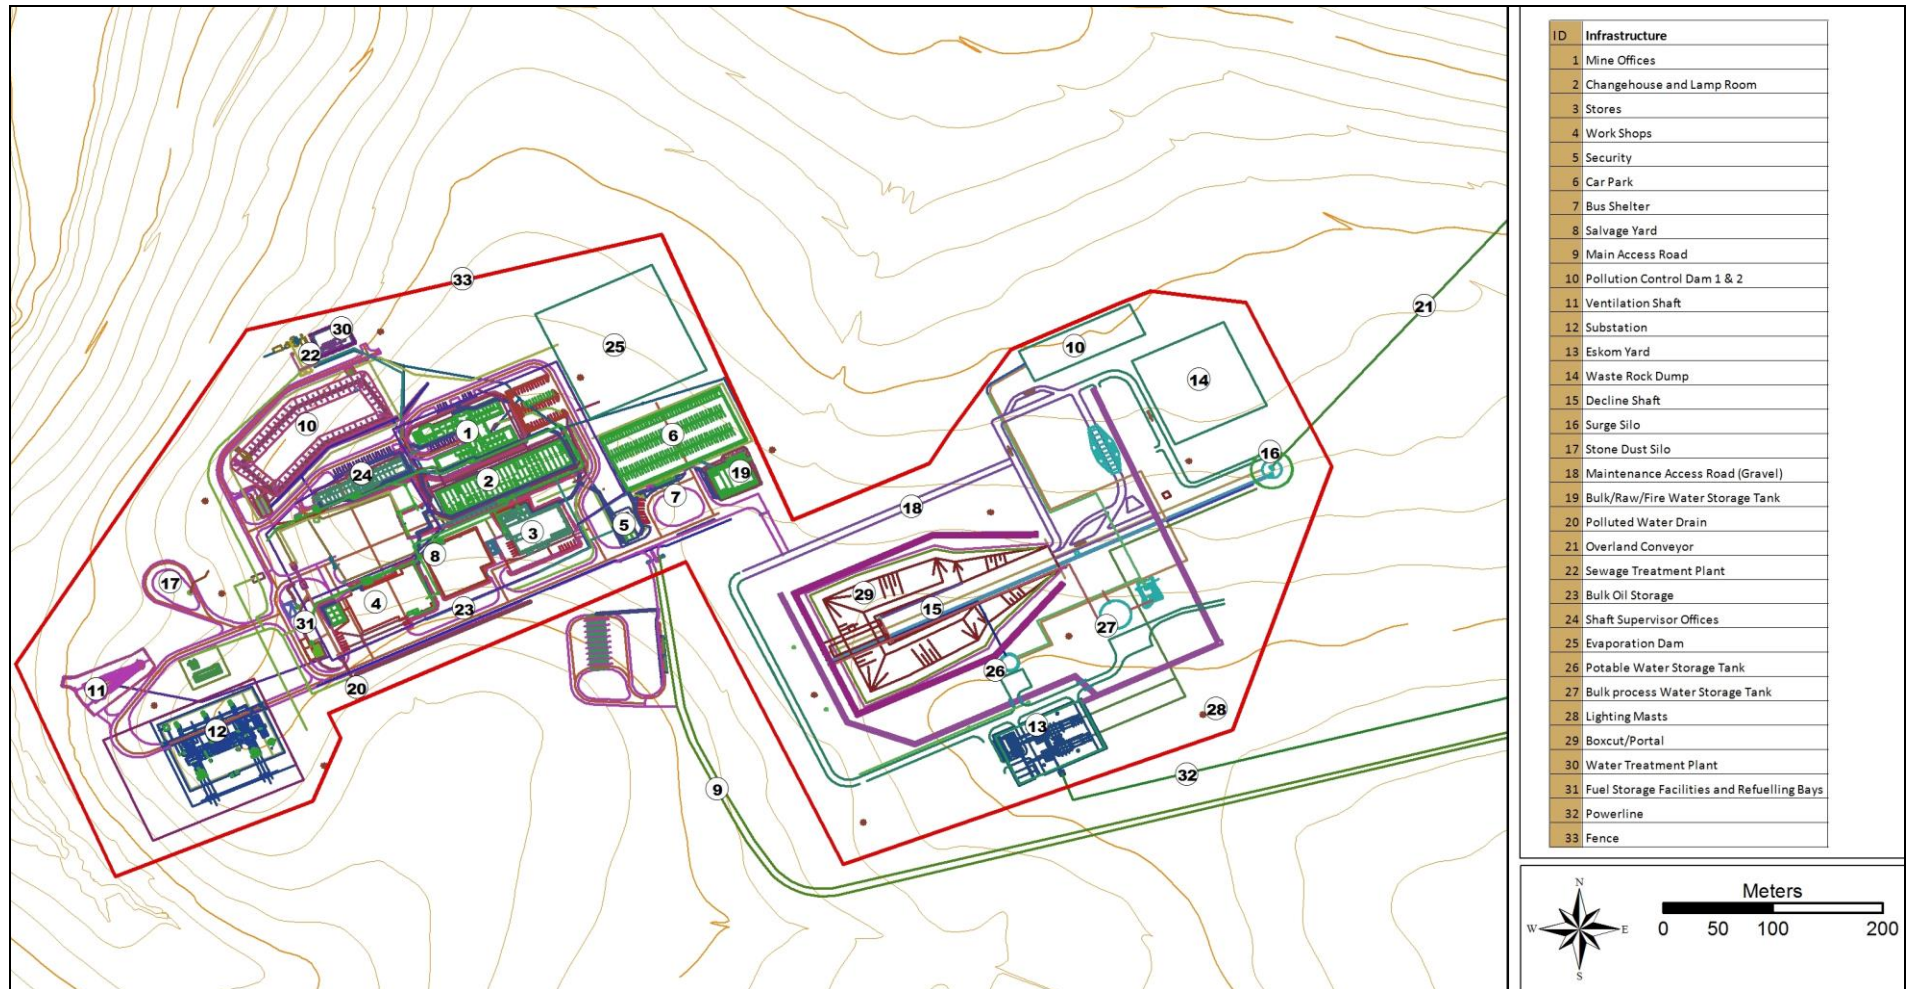 33
30
22
25
21
10
14
10
1
6
16
24
19
2
7
18
5
3
8
17
29
4
15
23
31
27
26
11
20
28
12
13
32
9
ID Infrastructure
1 Mine Offices
2 Changehouse and Lamp Room
3 Stores
4 Work Shops
5 Security
6 Car Park
7 Bus Shelter
8 Salvage Yard
9 Main Access Road
10 Pollution Control Dam 1 & 2
11 Ventilation Shaft
12 Substation
13 Eskom Yard
14 Waste Rock Dump
15 Decline Shaft
16 Surge Silo
17 Stone Dust Silo
18 Maintenance Access Road (Gravel)
19 Bulk/Raw/Fire Water Storage Tank
20 Polluted Water Drain
21 Overland Conveyor
22 Sewage Treatment Plant
23 Bulk Oil Storage
24 Shaft Supervisor Offices
25 Evaporation Dam
26 Potable Water Storage Tank
27 Bulk process Water Storage Tank
28 Lighting Masts
29 Boxcut/Portal
30 Water Treatment Plant
31 Fuel Storage Facilities and Refuelling Bays
32 Powerline
33 Fence
N
W E
S
Meters
0 50 100 200